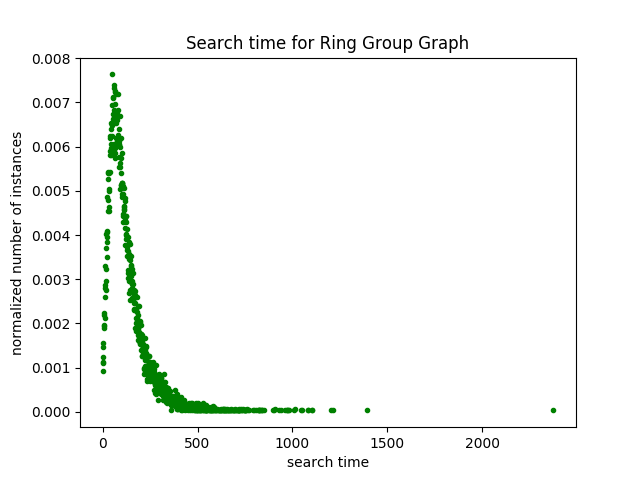 Search time for Ring Group Graph
normalized number of instances
0.008
0.007
0.006
0.005
0.004
0.003
0.002
0.001
0.000
0 500 1000 1500 2000
search time